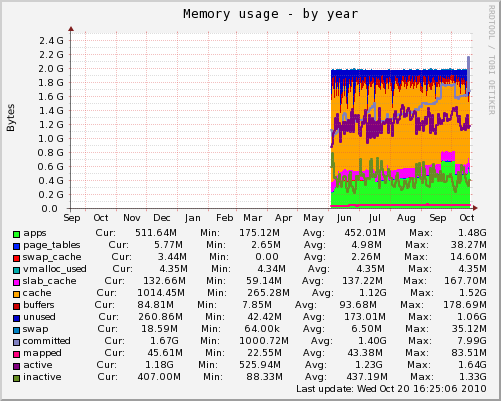 Memory usage - by year
RRDTOOL / TOBI OETIKER
Bytes
2.4 G
2.2 G
2.0 G
1.8 G
1.6 G
1.4 G
1.2 G
1.0 G
0.8 G
0.6 G
0.4 G
0.2 G
0.0
Sep Oct Nov Dec Jan Feb Mar Apr May Jun Jul Aug Sep Oct
apps Cur: 511.64M Min: 175.12M Avg: 452.01M Max: 1.48G
page_tables Cur: 5.77M Min: 2.65M Avg: 4.98M Max: 38.27M
swap_cache Cur: 3.44M Min: 0.00 Avg: 2.26M Max: 14.60M
vmalloc_used Cur: 4.35M Min: 4.34M Avg: 4.35M Max: 4.35M
slab_cache Cur: 132.66M Min: 59.14M Avg: 137.22M Max: 167.70M
cache Cur: 1014.45M Min: 265.28M Avg: 1.12G Max: 1.52G
buffers Cur: 84.81M Min: 7.85M Avg: 93.68M Max: 178.69M
unused Cur: 260.86M Min: 42.42M Avg: 173.01M Max: 1.06G
swap Cur: 18.59M Min: 64.00k Avg: 6.50M Max: 35.12M
committed Cur: 1.67G Min: 1000.72M Avg: 1.40G Max: 7.99G
mapped Cur: 45.61M Min: 22.55M Avg: 43.38M Max: 83.51M
active Cur: 1.18G Min: 525.94M Avg: 1.23G Max: 1.64G
inactive Cur: 407.00M Min: 88.33M Avg: 437.19M Max: 1.33G
Last update: Wed Oct 20 16:25:06 2010